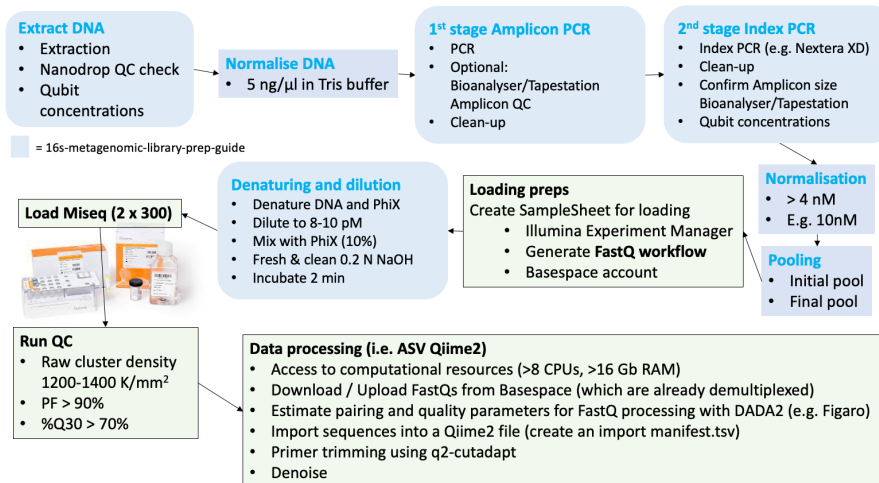 Extract DNA
• Extraction
• Nanodrop QC check
• Qubit
concentrations
Normalise DNA
• 5 ng/µl in Tris buffer
1st stage Amplicon PCR
• PCR
• Optional:
Bioanalyser/Tapestation
Amplicon QC
• Clean-up
2nd stage Index PCR
• Index PCR (e.g. Nextera XD)
• Clean-up
• Confirm Amplicon size
Bioanalyser/Tapestation
• Qubit concentrations
= 16s-metagenomic-library-prep-guide
Normalisation
• > 4 nM
• E.g. 10nM
Pooling
• Initial pool
• Final pool
Loading preps
Create SampleSheet for loading
• Illumina Experiment Manager
• Generate FastQ workflow
• Basespace account
Denaturing and dilution
• Denature DNA and PhiX
• Dilute to 8-10 pM
• Mix with PhiX (10%)
• Fresh & clean 0.2 N NaOH
• Incubate 2 min
Load Miseq (2 x 300)
Run QC
• Raw cluster density
1200-1400 K/mm2
• PF > 90%
• %Q30 > 70%
Data processing (i.e. ASV Qiime2)
• Access to computational resources (>8 CPUs, >16 Gb RAM)
• Download / Upload FastQs from Basespace (which are already demultiplexed)
• Estimate pairing and quality parameters for FastQ processing with DADA2 (e.g. Figaro)
• Import sequences into a Qiime2 file (create an import manifest.tsv)
• Primer trimming using q2-cutadapt
• Denoise